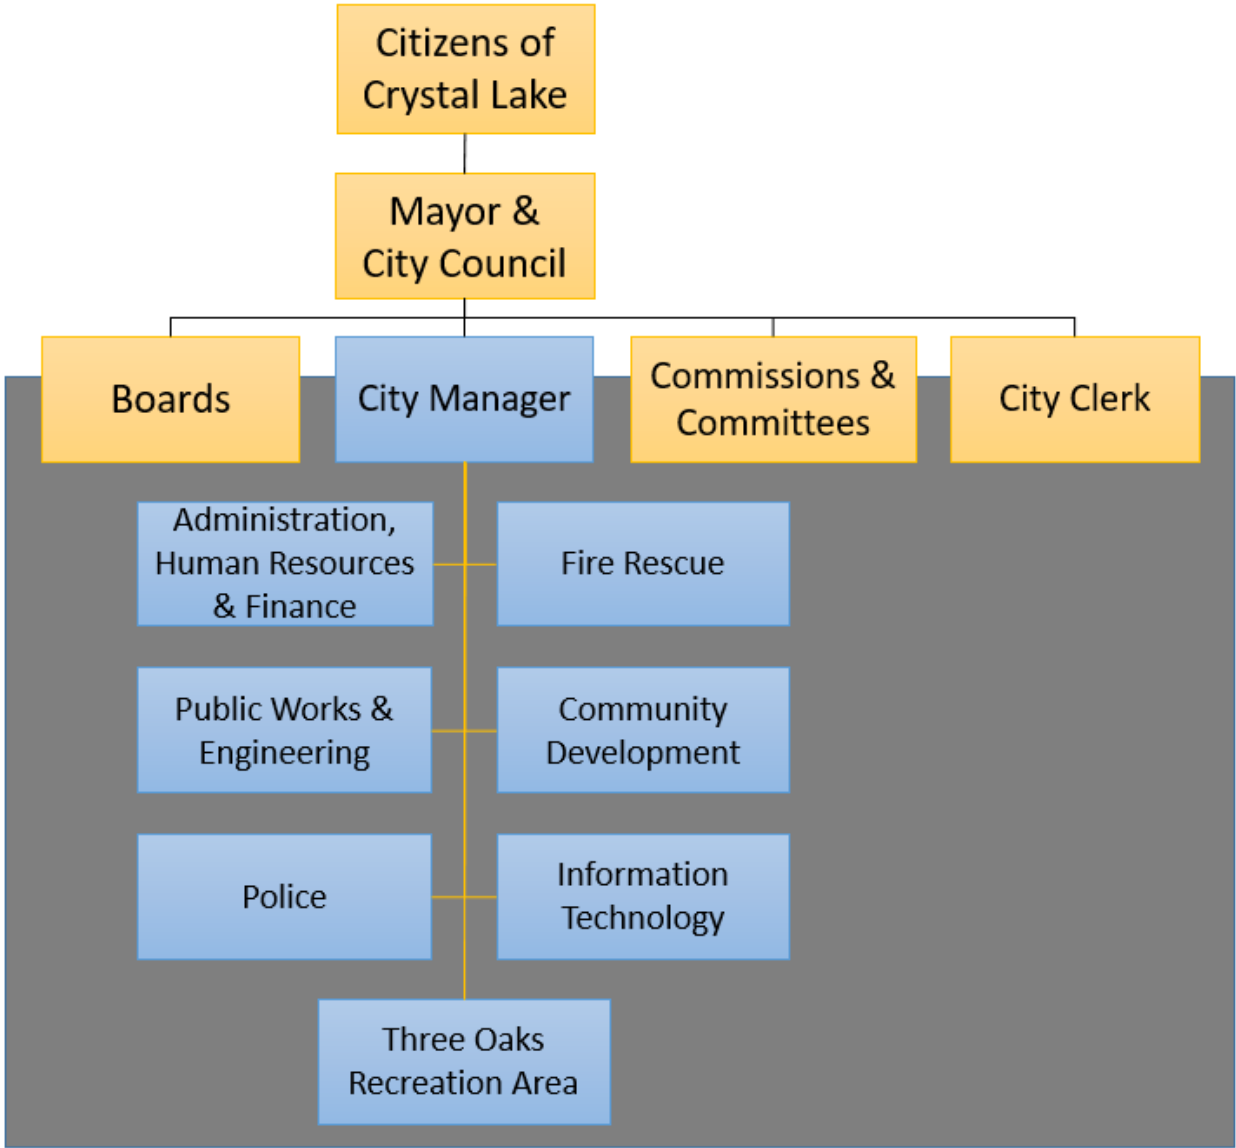 Citizens of
Crystal Lake
Mayor &
City Council
Boards
City Manager
Commissions &
Committees
City Clerk
Administration,
Human Resources
& Finance
Fire Rescue
Public Works &
Engineering
Community
Development
Police
Information
Technology
Three Oaks
Recreation Area